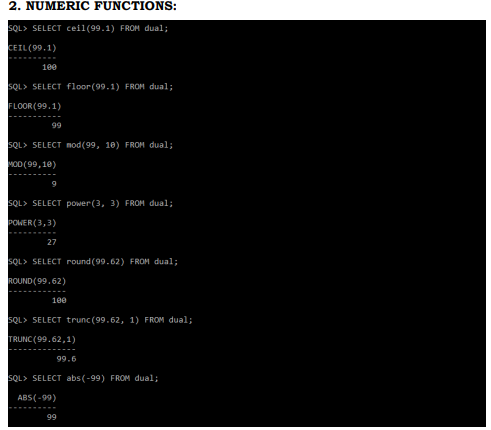 2. NUMERIC FUNCTIONS:
SQL> SELECT ceil(99.1) FROM dual;
CEIL(99.1)
----------
100
SQL> SELECT floor(99.1) FROM dual;
FLOOR(99.1)
-----------
99
SQL> SELECT mod(99, 10) FROM dual;
MOD(99,10)
----------
9
SQL> SELECT power(3, 3) FROM dual;
POWER(3,3)
----------
27
SQL> SELECT round(99.62) FROM dual;
ROUND(99.62)
------------
100
SQL> SELECT trunc(99.62, 1) FROM dual;
TRUNC(99.62,1)
--------------
99.6
SQL> SELECT abs(-99) FROM dual;
ABS(-99)
----------
99